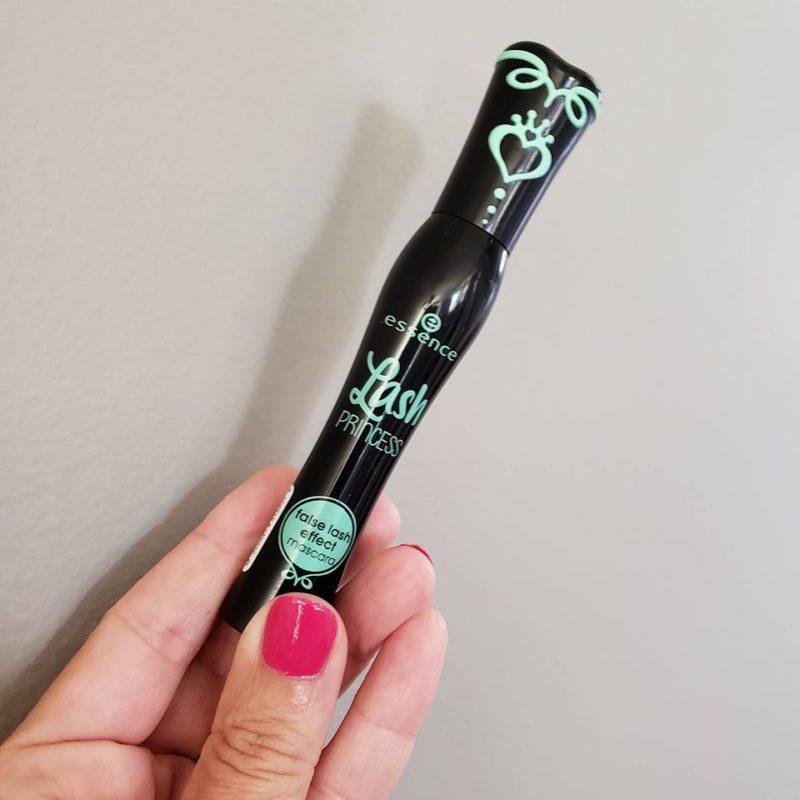 e
essence
Lash
PRINCESS
false lash
effect
mascara